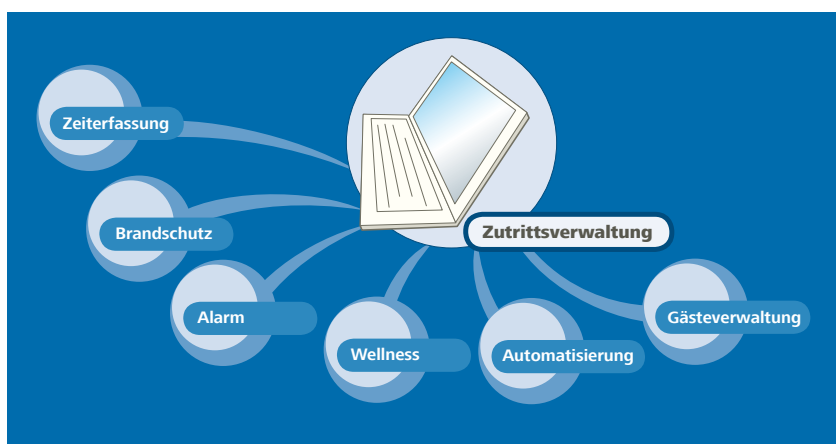 Zeiterfassung
Brandschutz
Zutrittsverwaltung
Alarm
Gästeverwaltung
Wellness
Automatisierung